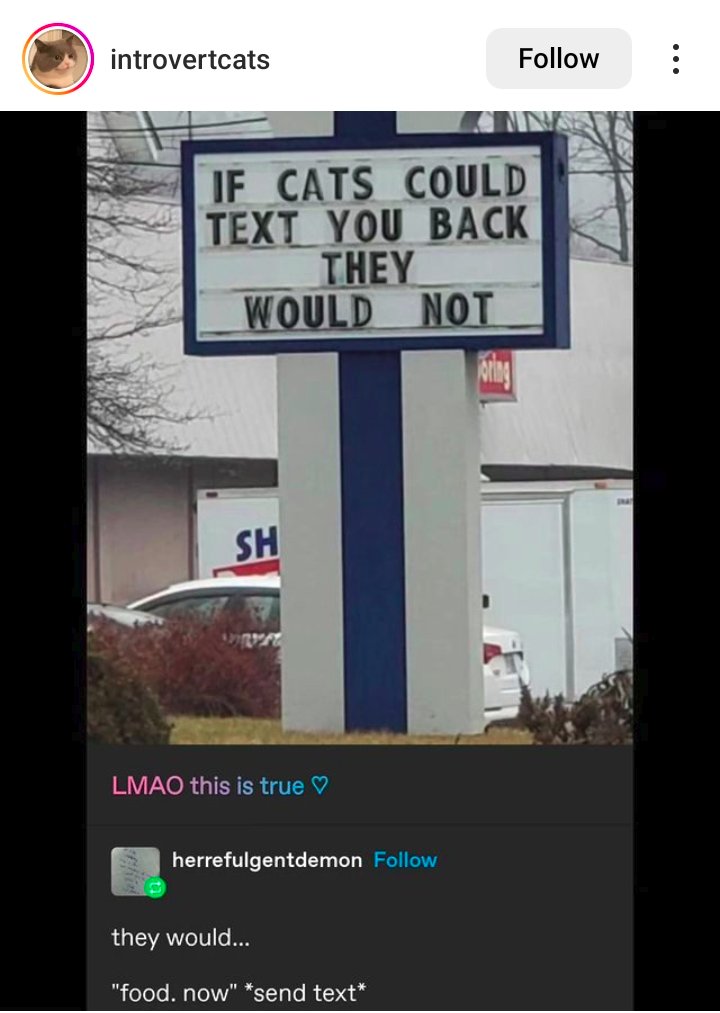 introvertcats
Follow
IF CATS COULD
TEXT YOU BACK
THEY
WOULD NOT
oring
SH
LMAO this is true ♡
herrefulgentdemon Follow
they would...
"food. now" *send text*